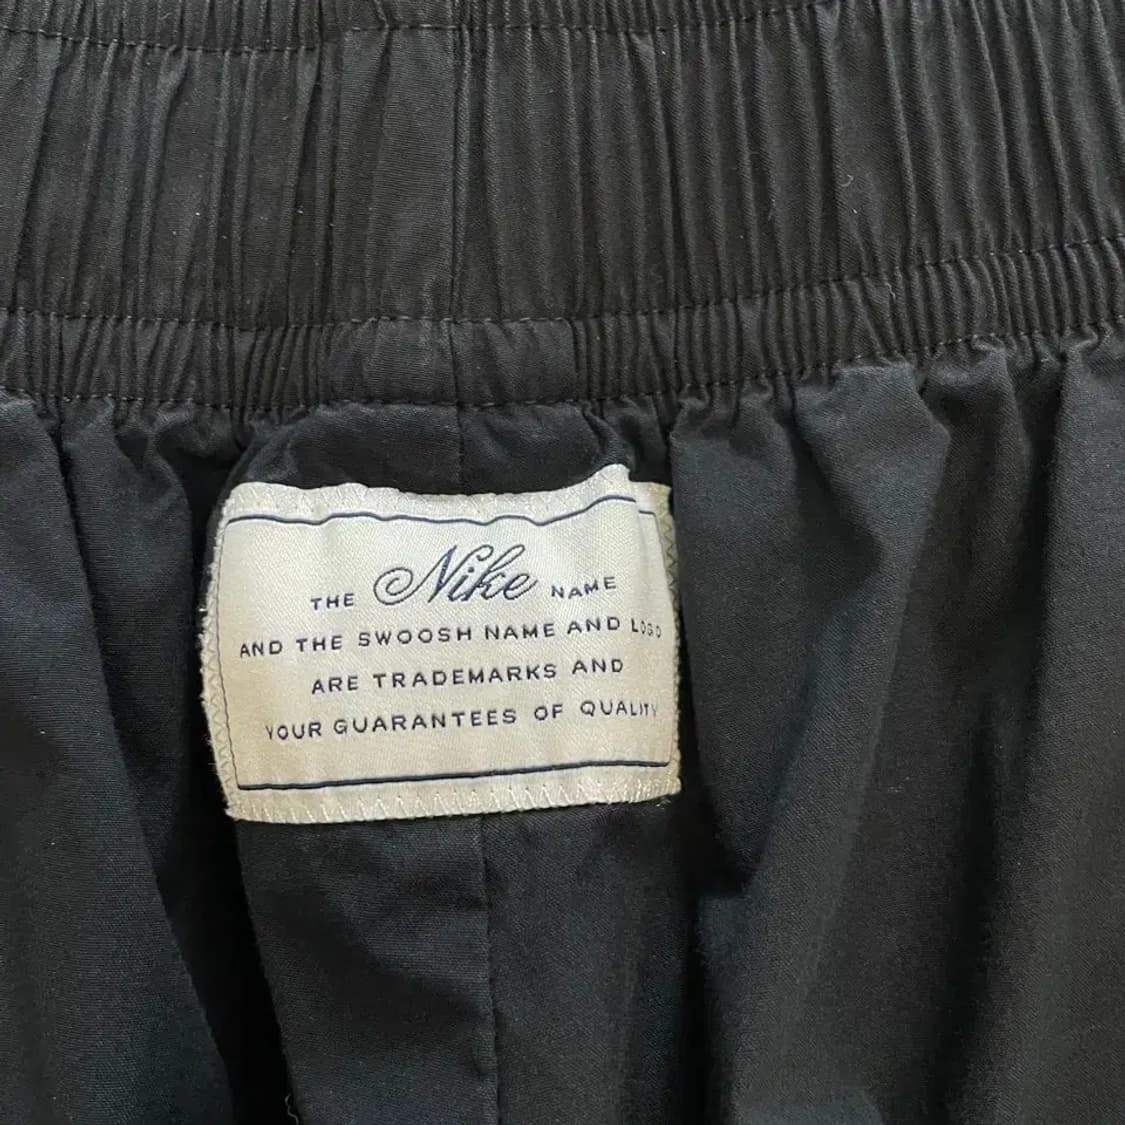 THE Nike NAME
AND THE SWOOSH NAME AND LOGO
ARE TRADEMARKS AND
YOUR GUARANTEES OF QUALITY